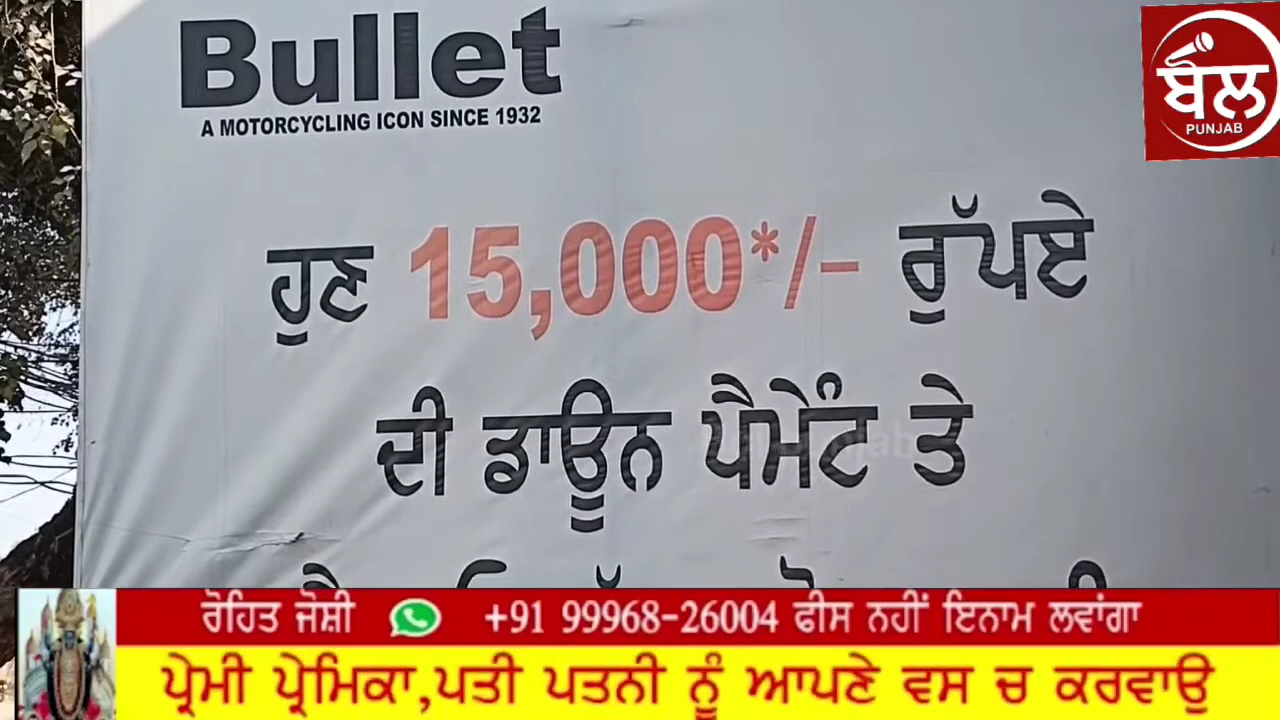 Bullet
A MOTORCYCLING ICON SINCE 1932
ਬੋਲ
PUNJAB
ਹੁਣ 15,000*/- ਰੁੱਪਏ
ਦੀ ਡਾਊਨ ਪੈਮੇਂਟ ਤੇ
ਰੋਹਿਤ ਜੋਸ਼ੀ +91 99968-26004 ਫੀਸ ਨਹੀਂ ਇਨਾਮ ਲਵਾਂਗਾ
ਪ੍ਰੇਮੀ ਪ੍ਰੇਮਿਕਾ,ਪਤੀ ਪਤਨੀ ਨੂੰ ਆਪਣੇ ਵਸ ਚ ਕਰਵਾਉ